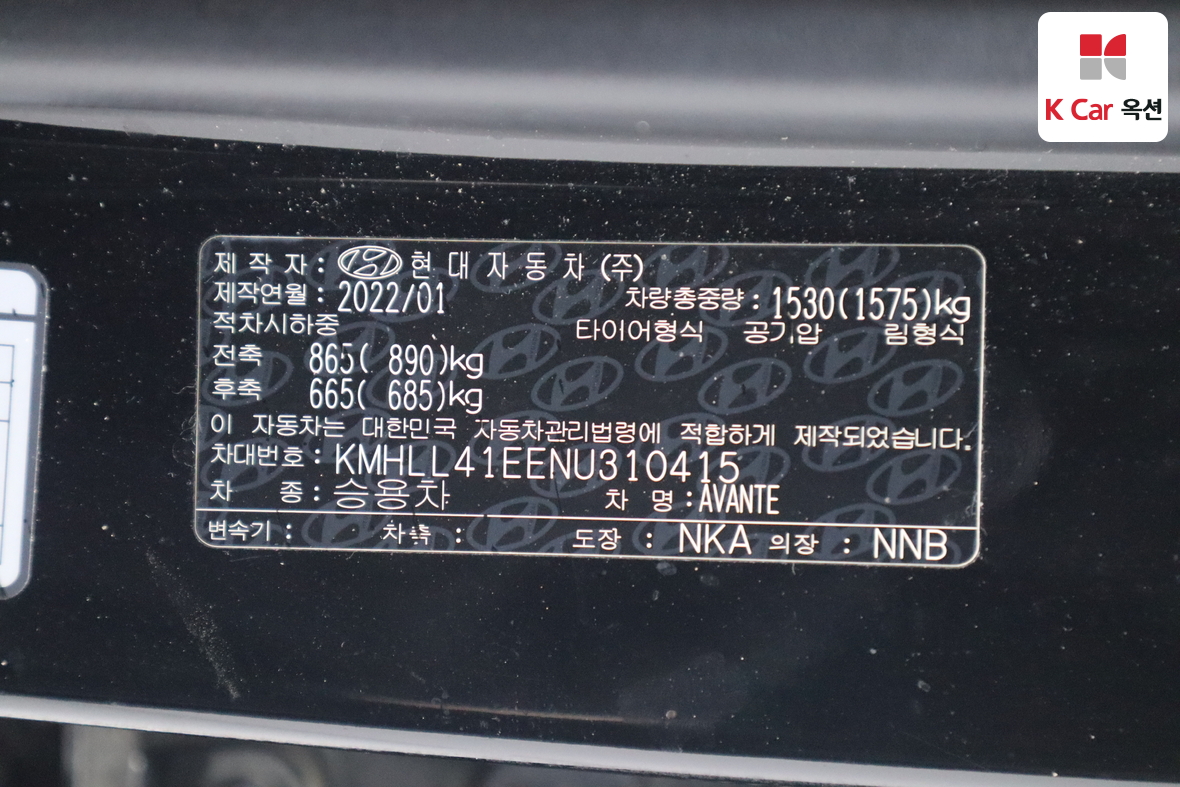 K Car 옥션
제 작 자 : 현 대 자 동 차 (주)
제작연월 : 2022/01 차량총중량 : 1530(1575)kg
적차시하중 타이어형식 공기압 림형식
전축 865( 890)kg
후축 665( 685)kg
이 자동차는 대한민국 자동차관리법령에 적합하게 제작되었습니다.
차대번호 : KMHLL41EENU310415
차 종 : 승용차 차 명 : AVANTE
변속기 : 차축 : 도장 : NKA 의장 : NNB